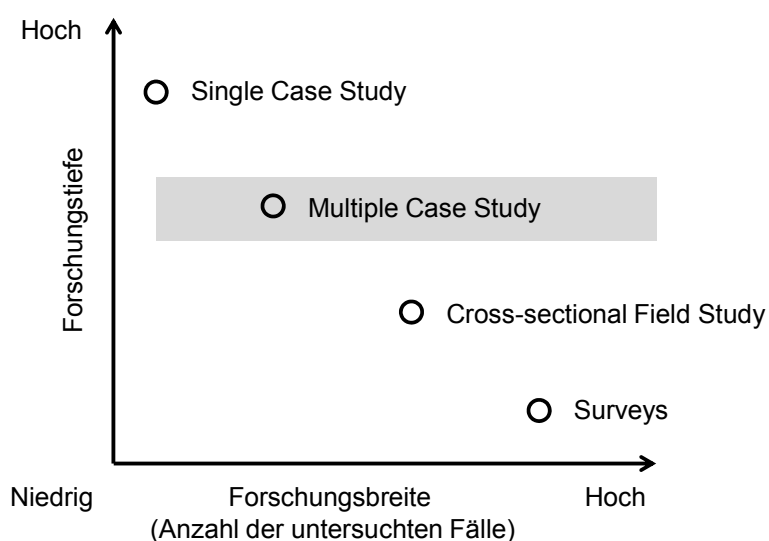 Hoch
Single Case Study
Forschungstiefe
Multiple Case Study
Cross-sectional Field Study
Surveys
Niedrig Forschungsbreite Hoch
(Anzahl der untersuchten Fälle)